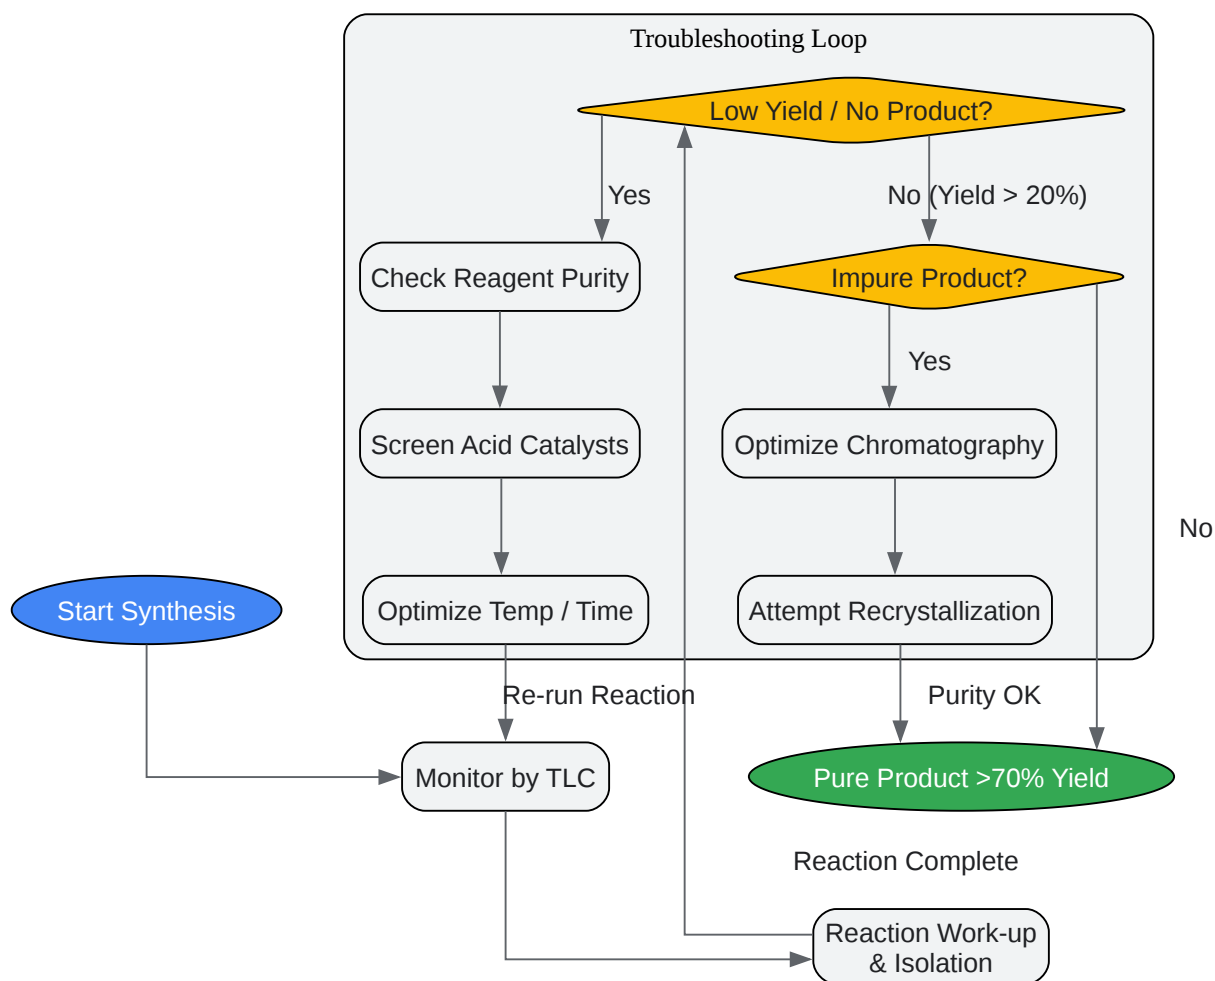 Troubleshooting Loop
Low Yield / No Product?
Yes
No (Yield > 20%)
Check Reagent Purity
Impure Product?
Yes
Screen Acid Catalysts
Optimize Chromatography
No
Start Synthesis
Optimize Temp / Time
Attempt Recrystallization
Re-run Reaction
Purity OK
Monitor by TLC
Pure Product >70% Yield
Reaction Complete
Reaction Work-up
& Isolation